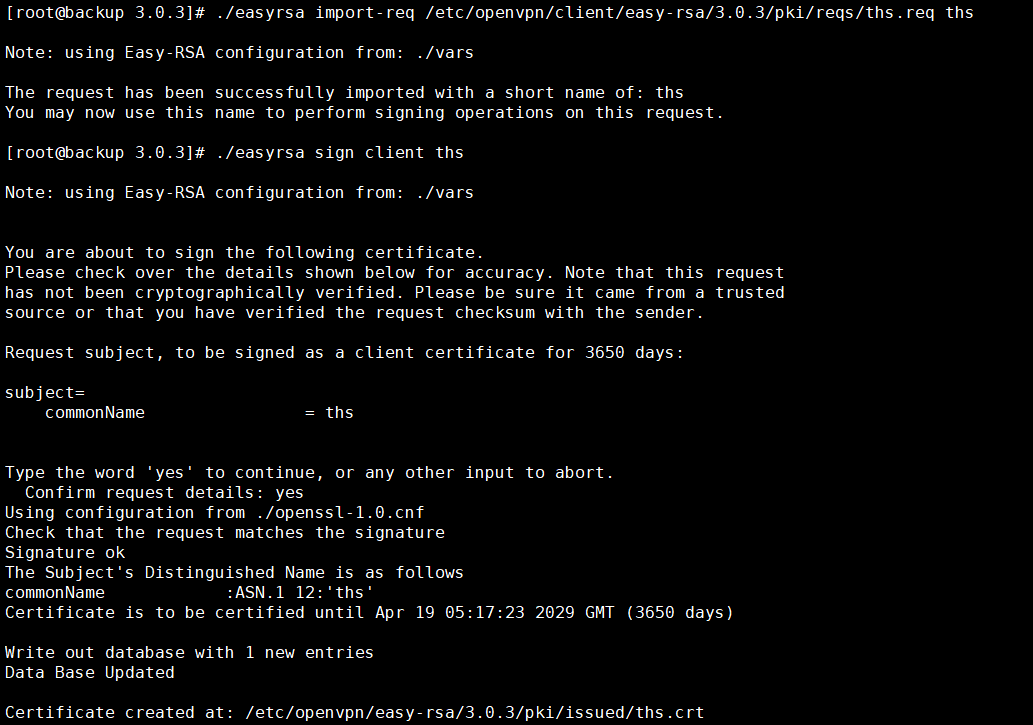 [root@backup 3.0.3]# ./easyrsa import-req /etc/openvpn/client/easy-rsa/3.0.3/pki/reqs/ths.req ths
Note: using Easy-RSA configuration from: ./vars
The request has been successfully imported with a short name of: ths
You may now use this name to perform signing operations on this request.
[root@backup 3.0.3]# ./easyrsa sign client ths
Note: using Easy-RSA configuration from: ./vars
You are about to sign the following certificate.
Please check over the details shown below for accuracy. Note that this request
has not been cryptographically verified. Please be sure it came from a trusted
source or that you have verified the request checksum with the sender.
Request subject, to be signed as a client certificate for 3650 days:
subject=
    commonName                = ths
Type the word 'yes' to continue, or any other input to abort.
  Confirm request details: yes
Using configuration from ./openssl-1.0.cnf
Check that the request matches the signature
Signature ok
The Subject's Distinguished Name is as follows
commonName            :ASN.1 12:'ths'
Certificate is to be certified until Apr 19 05:17:23 2029 GMT (3650 days)
Write out database with 1 new entries
Data Base Updated
Certificate created at: /etc/openvpn/easy-rsa/3.0.3/pki/issued/ths.crt